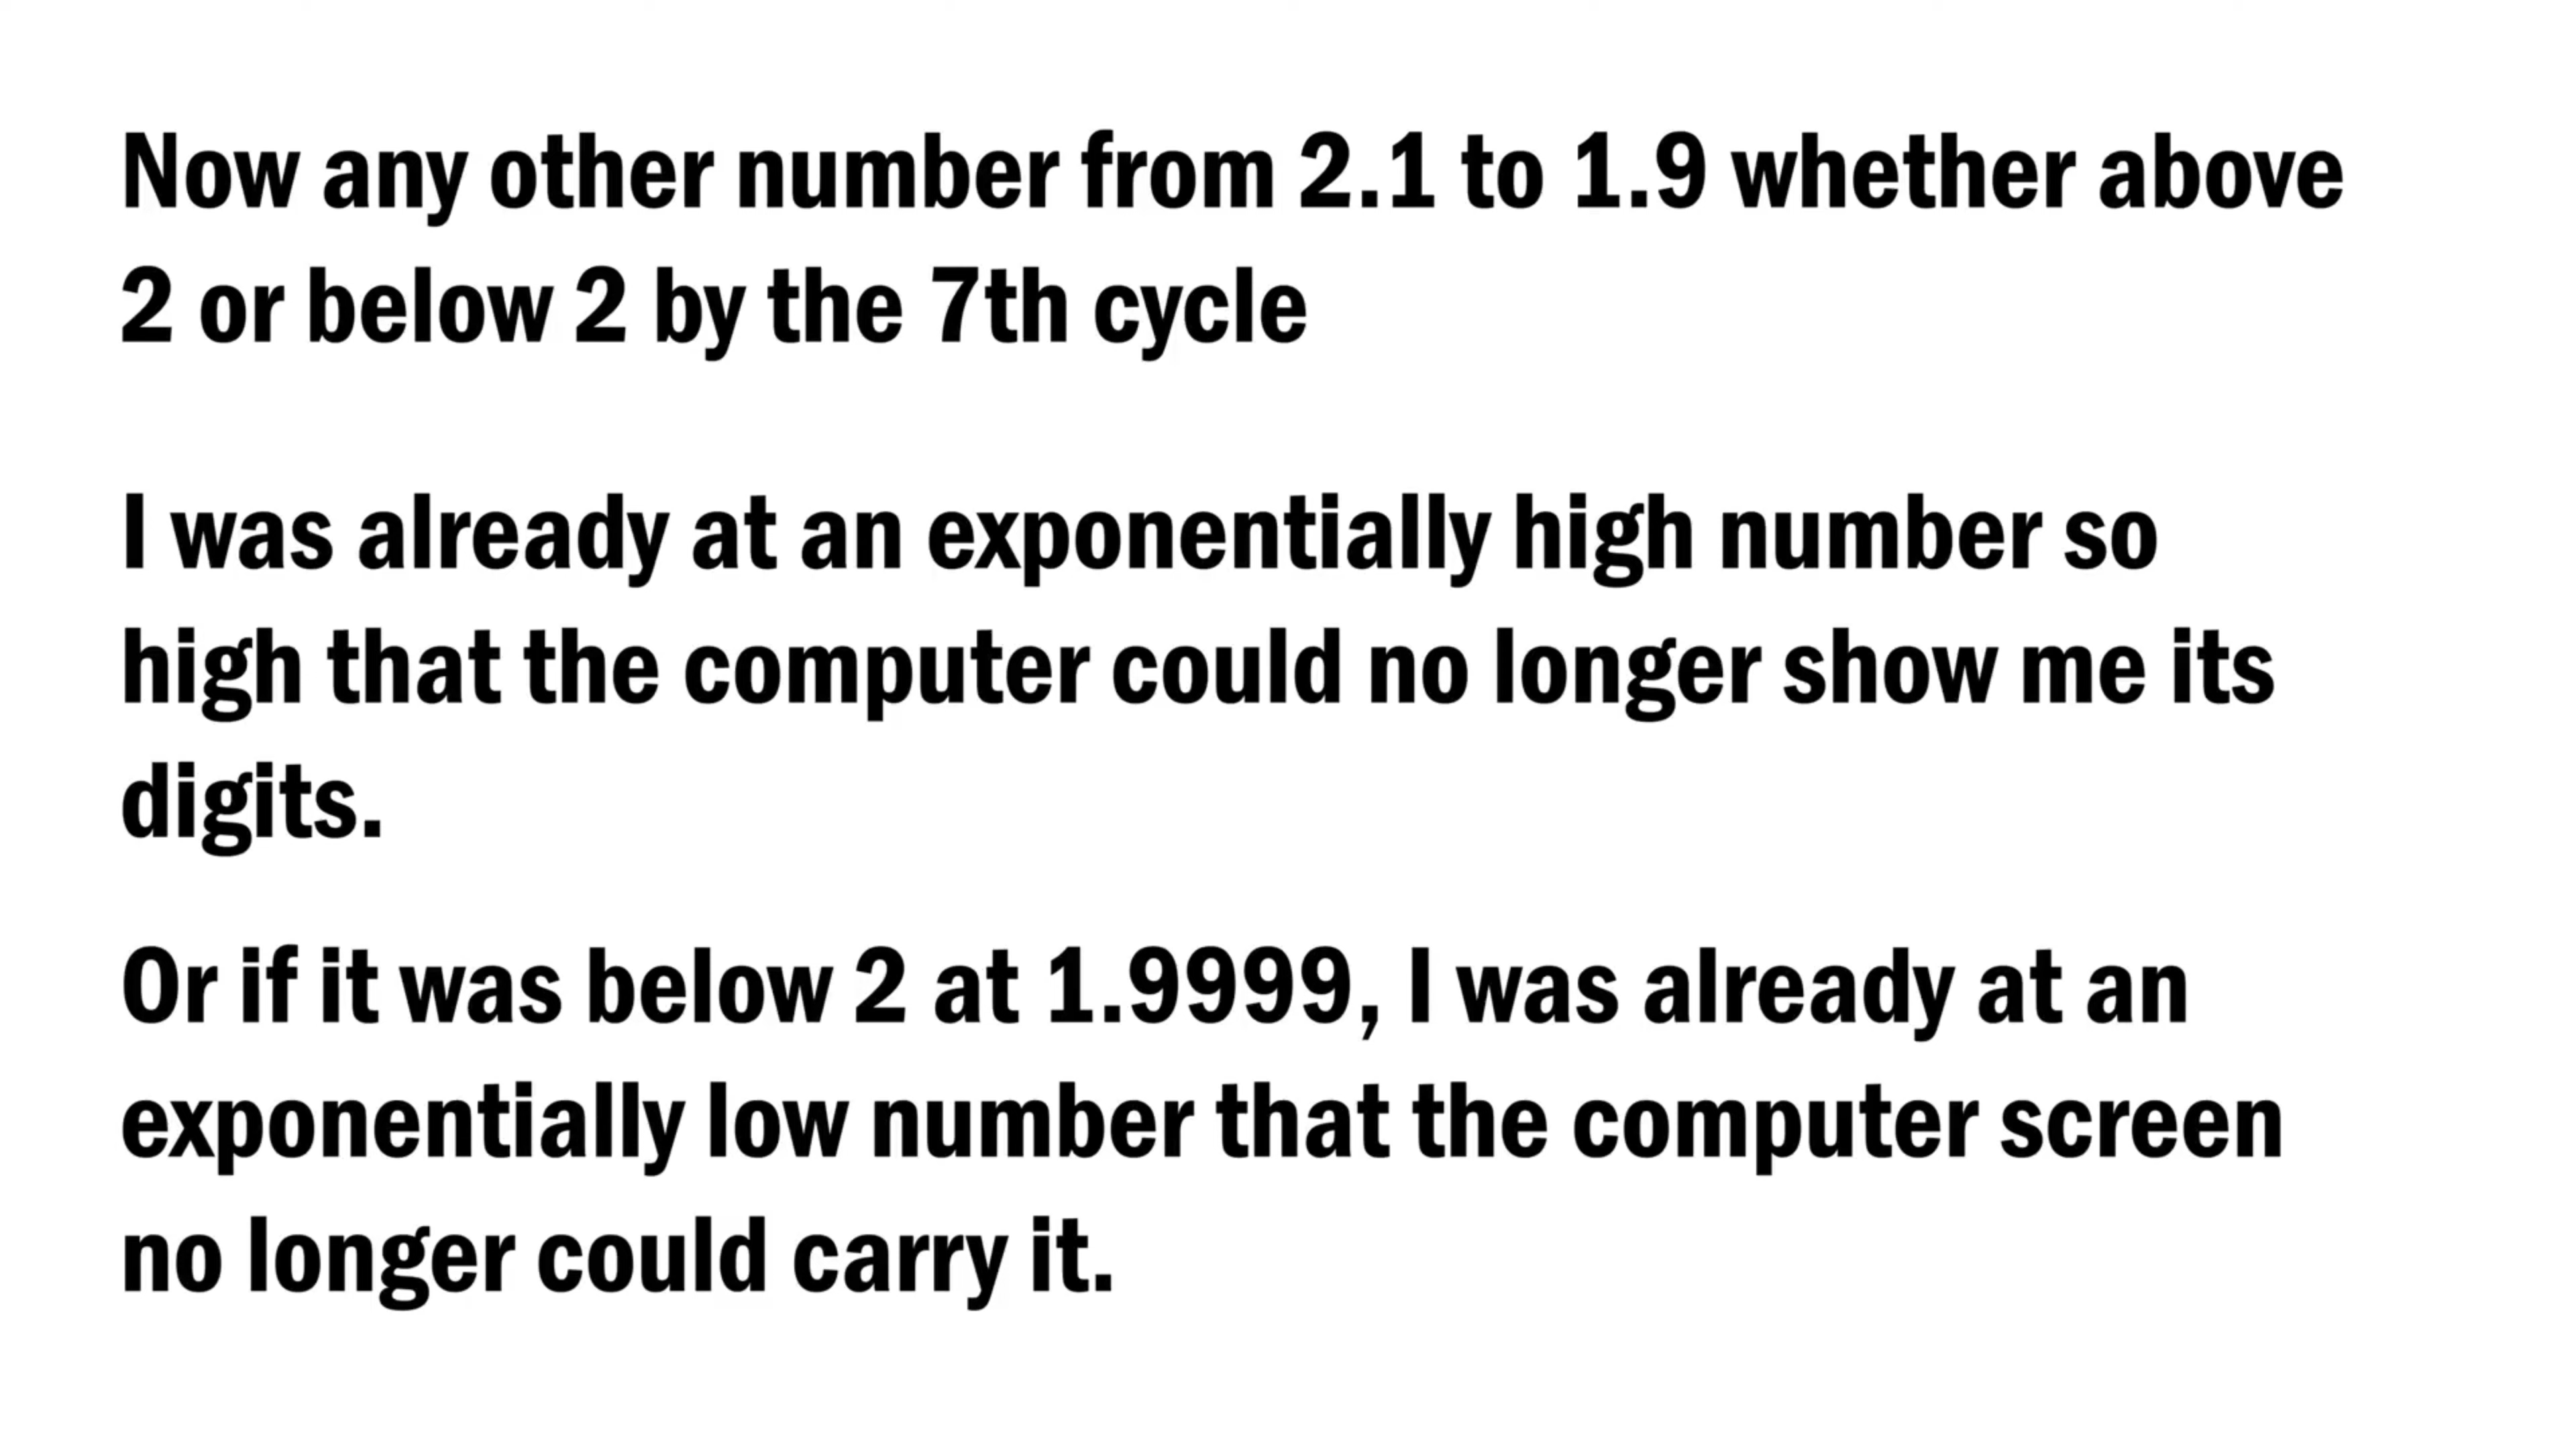 Now any other number from 2.1 to 1.9 whether above
2 or below 2 by the 7th cycle
I was already at an exponentially high number so
high that the computer could no longer show me its
digits.
Or if it was below 2 at 1.9999, I was already at an
exponentially low number that the computer screen
no longer could carry it.